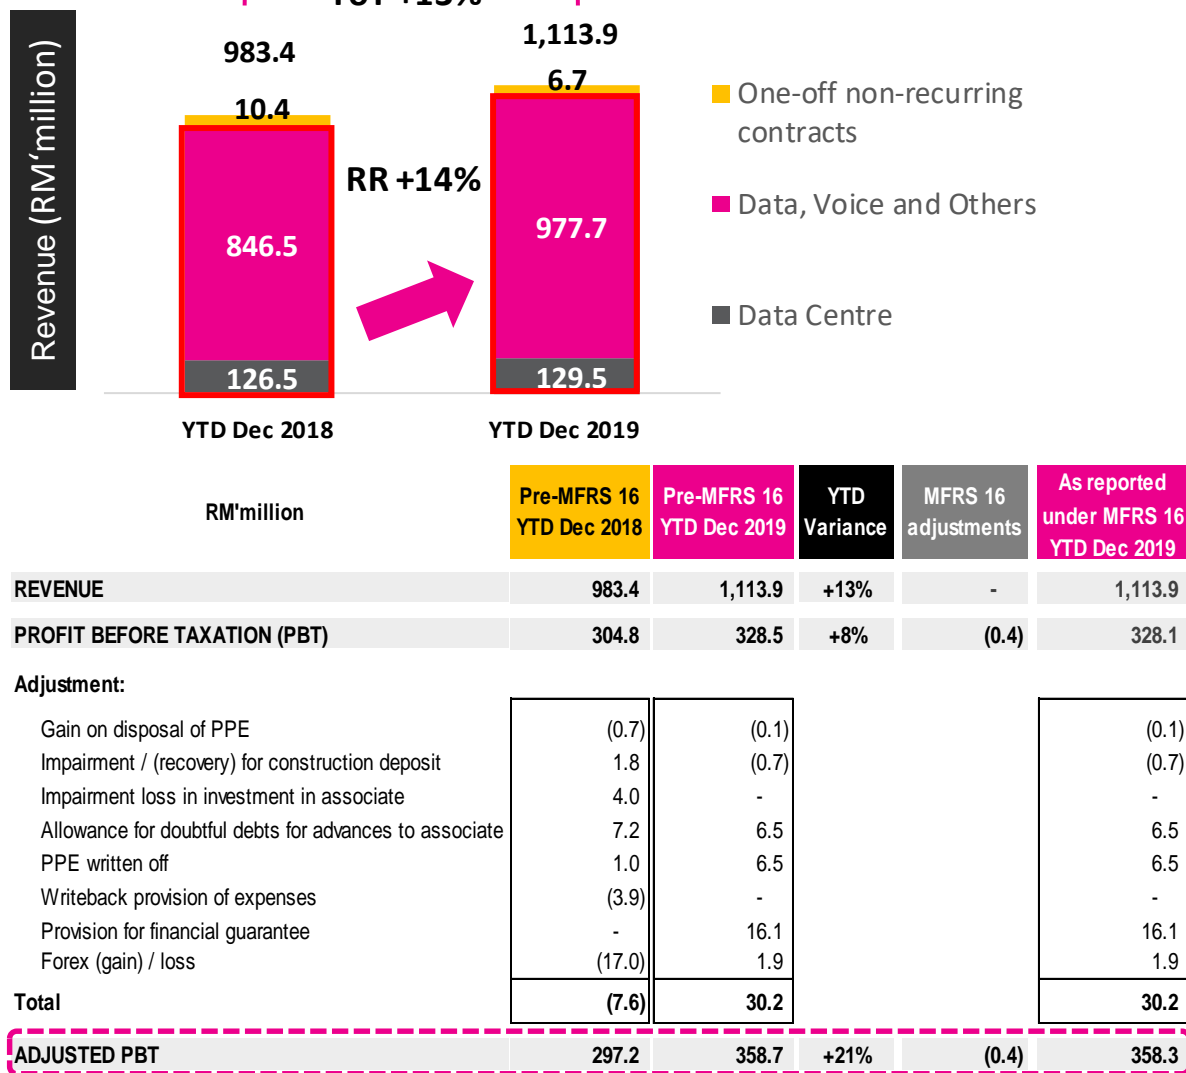 Revenue (RM'million)
983.4
1,113.9
10.4
6.7
RR +14%
846.5
977.7
126.5
129.5
YTD Dec 2018
YTD Dec 2019
One-off non-recurring
contracts
Data, Voice and Others
Data Centre
RM'million
Pre-MFRS 16
YTD Dec 2018
Pre-MFRS 16
YTD Dec 2019
YTD
Variance
MFRS 16
adjustments
As reported
under MFRS 16
YTD Dec 2019
REVENUE 983.4 1,113.9 +13% - 1,113.9
PROFIT BEFORE TAXATION (PBT) 304.8 328.5 +8% (0.4) 328.1
Adjustment:
Gain on disposal of PPE (0.7) (0.1) (0.1)
Impairment / (recovery) for construction deposit 1.8 (0.7) (0.7)
Impairment loss in investment in associate 4.0 - -
Allowance for doubtful debts for advances to associate 7.2 6.5 6.5
PPE written off 1.0 6.5 6.5
Writeback provision of expenses (3.9) - -
Provision for financial guarantee - 16.1 16.1
Forex (gain) / loss (17.0) 1.9 1.9
Total (7.6) 30.2 30.2
ADJUSTED PBT 297.2 358.7 +21% (0.4) 358.3